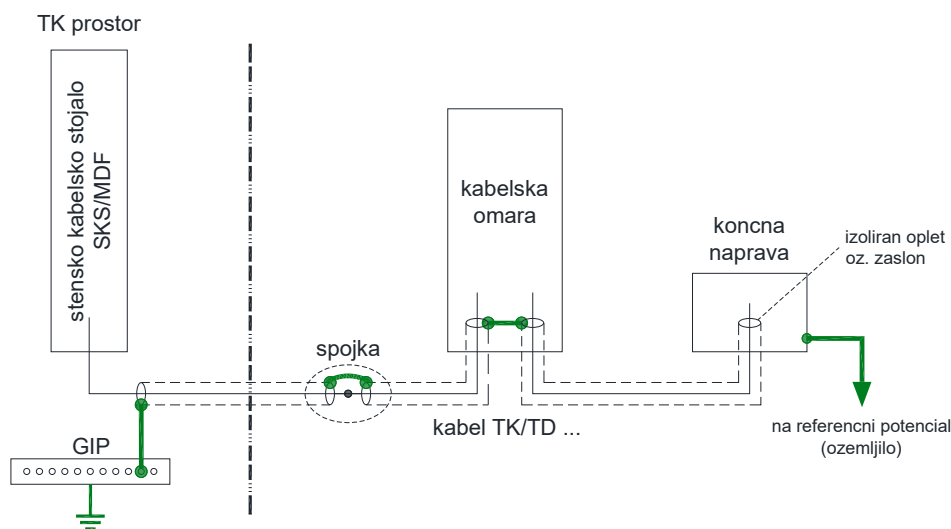 TK prostor
stensko kabelsko stojalo
SKS/MDF
GIP
spojka
kabelska
omara
kabel TK/TD ...
koncna
naprava
izoliran oplet
oz. zaslon
na referencni potencial
(ozemljilo)